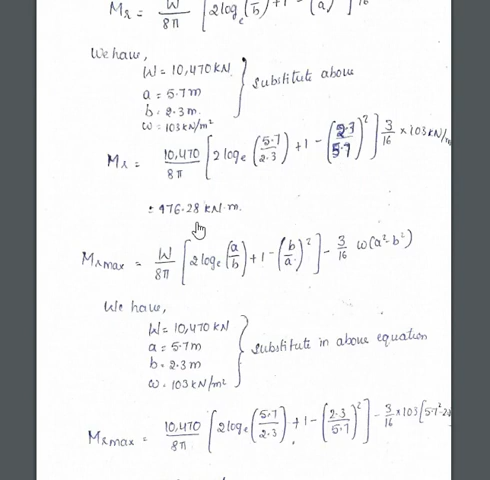 Mr = W/8π [2 loge (/b) +1 - (/a) ] 16
We have,
W = 10,470 KN
a = 5.7m
b = 2.3 m.
w = 103 KN/m²
} substitute above
Mr = 10,470/8π [2 loge (5.7/2.3) + 1 - (2.3/5.7)²] 3/16 × 103 KN/m
= 476.28 KN-m.
Mrmax = W/8π [2 loge (a/b) + 1 - (b/a)²] - 3/16 w(a²-b²)
We have,
W = 10,470 KN
a = 5.7m
b = 2.3 m
w = 103 KN/m²
} substitute in above equation
Mrmax = 10,470/8π [2 loge (5.7/2.3) + 1 - (2.3/5.7)²] - 3/16 × 103 [5.7²-2